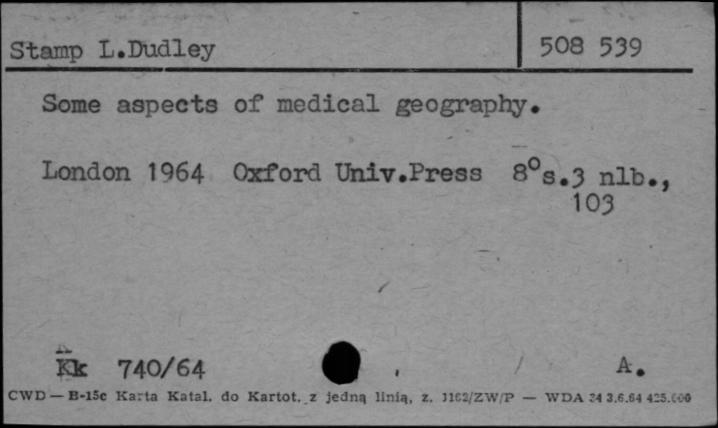 Stamp L.Dudley 508 539
Some aspects of medical geography.
London 1964 Oxford Univ.Press 8°s.3 nlb.,
103
Kk 740/64 A.
CWD — B-15c Karta Katal. do Kartot. z jedną linią, z. 1162/ZW/P — WDA 34 3.6.64 425.000